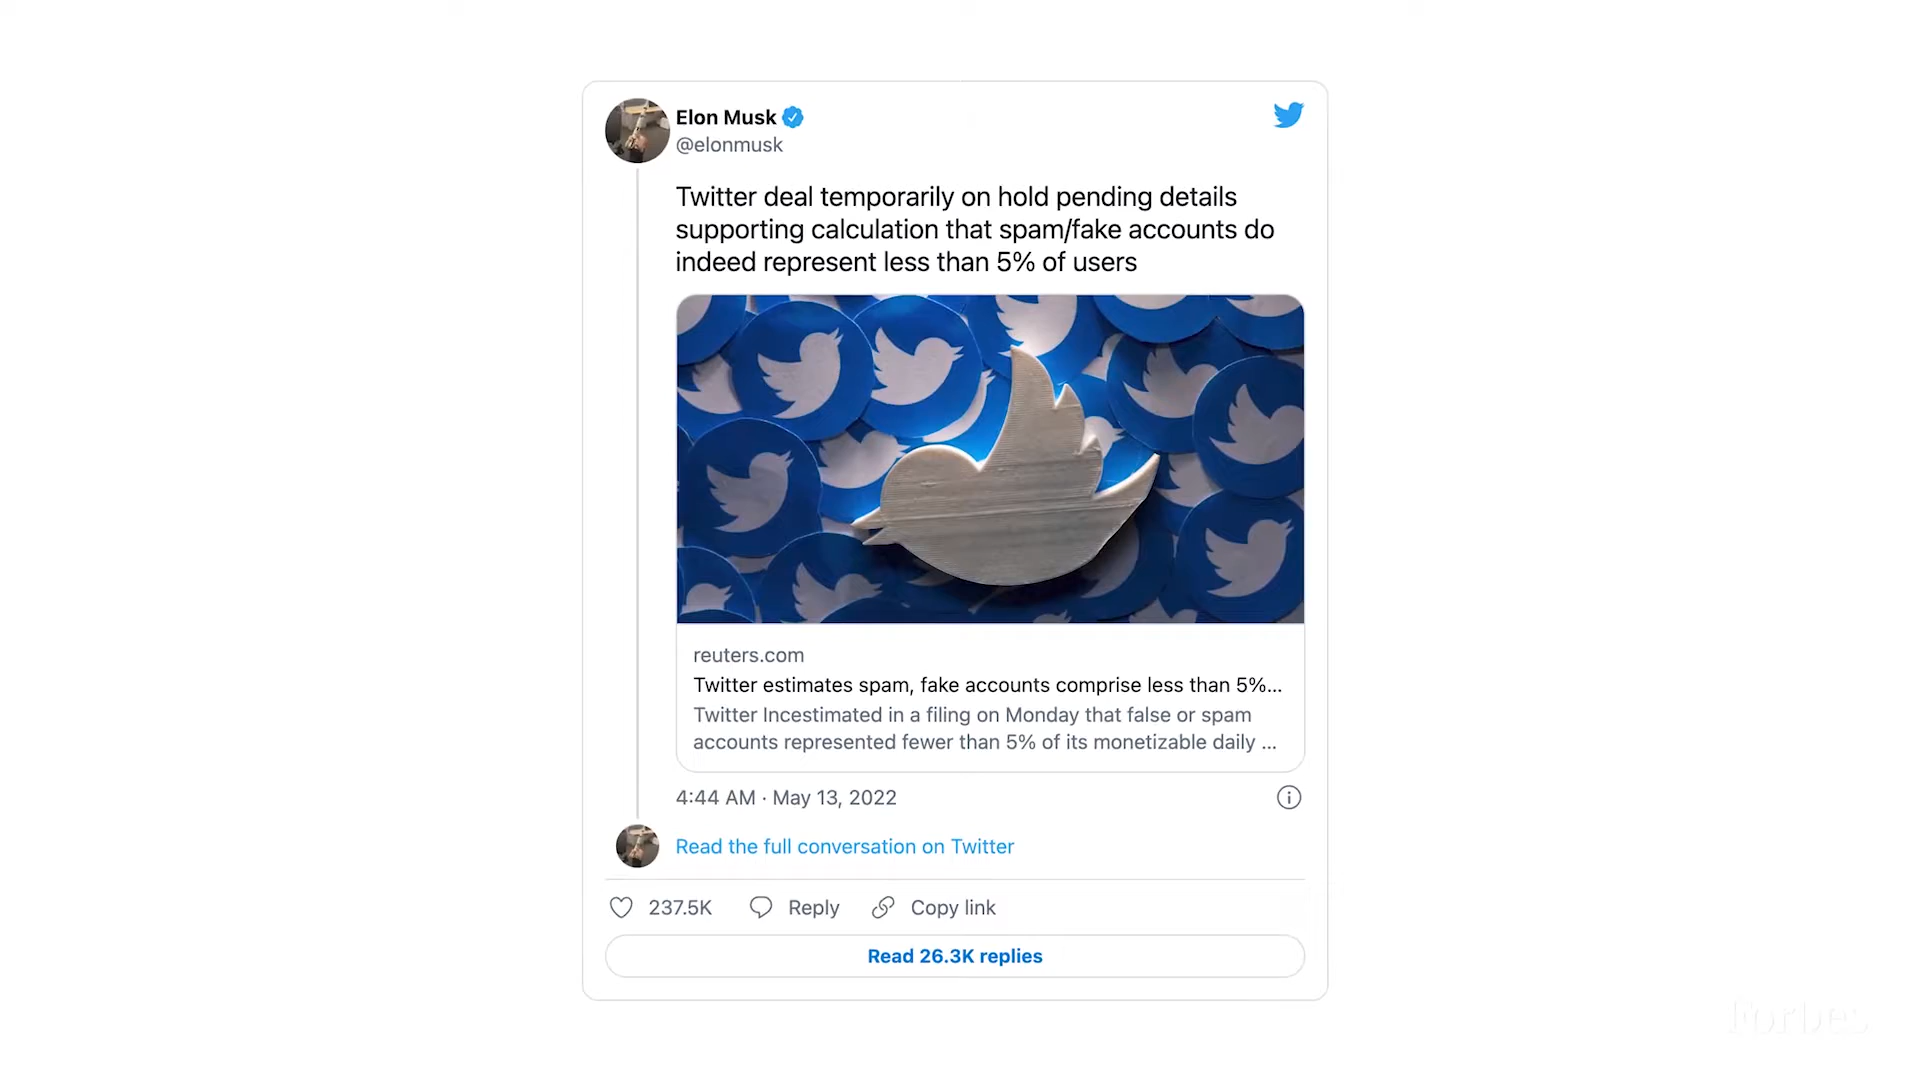 Elon Musk
@elonmusk
Twitter deal temporarily on hold pending details
supporting calculation that spam/fake accounts do
indeed represent less than 5% of users
reuters.com
Twitter estimates spam, fake accounts comprise less than 5%...
Twitter Incestimated in a filing on Monday that false or spam
accounts represented fewer than 5% of its monetizable daily ...
4:44 AM · May 13, 2022
Read the full conversation on Twitter
237.5K Reply Copy link
Read 26.3K replies
Forbes